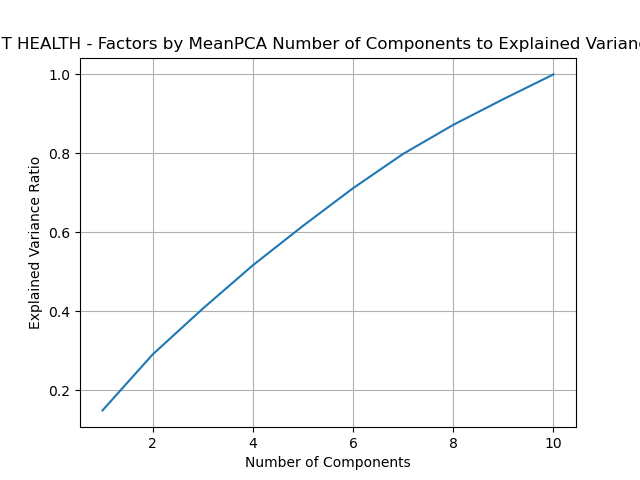 T HEALTH - Factors by MeanPCA Number of Components to Explained
1.0
0.8
0.6
0.4
0.2
Explained Variance Ratio
2 4 6 8 10
Number of Components